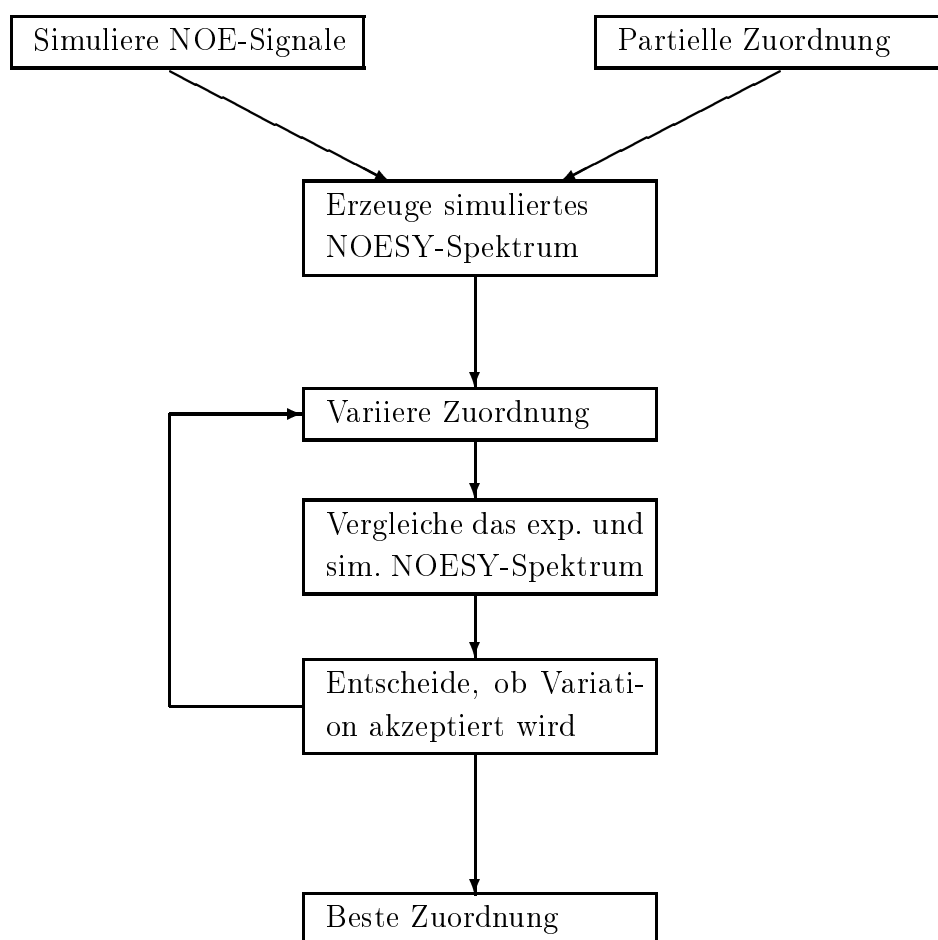 Simuliere NOE-Signale
Partielle Zuordnung
Erzeuge simuliertes
NOESY-Spektrum
Variiere Zuordnung
Vergleiche das exp. und
sim. NOESY-Spektrum
Entscheide, ob Variati-
on akzeptiert wird
Beste Zuordnung